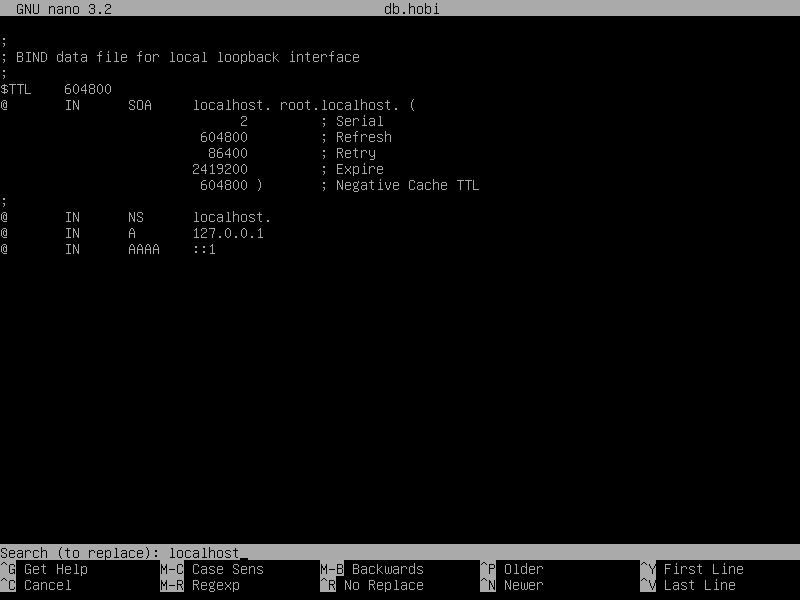 GNU nano 3.2 db.hobi
;
; BIND data file for local loopback interface
;
$TTL 604800
@ IN SOA localhost. root.localhost. (
2 ; Serial
604800 ; Refresh
86400 ; Retry
2419200 ; Expire
604800 ) ; Negative Cache TTL
;
@ IN NS localhost.
@ IN A 127.0.0.1
@ IN AAAA ::1
Search (to replace): localhost_
^G Get Help M-C Case Sens M-B Backwards ^P Older ^Y First Line
^C Cancel M-R Regexp ^R No Replace ^N Newer ^V Last Line